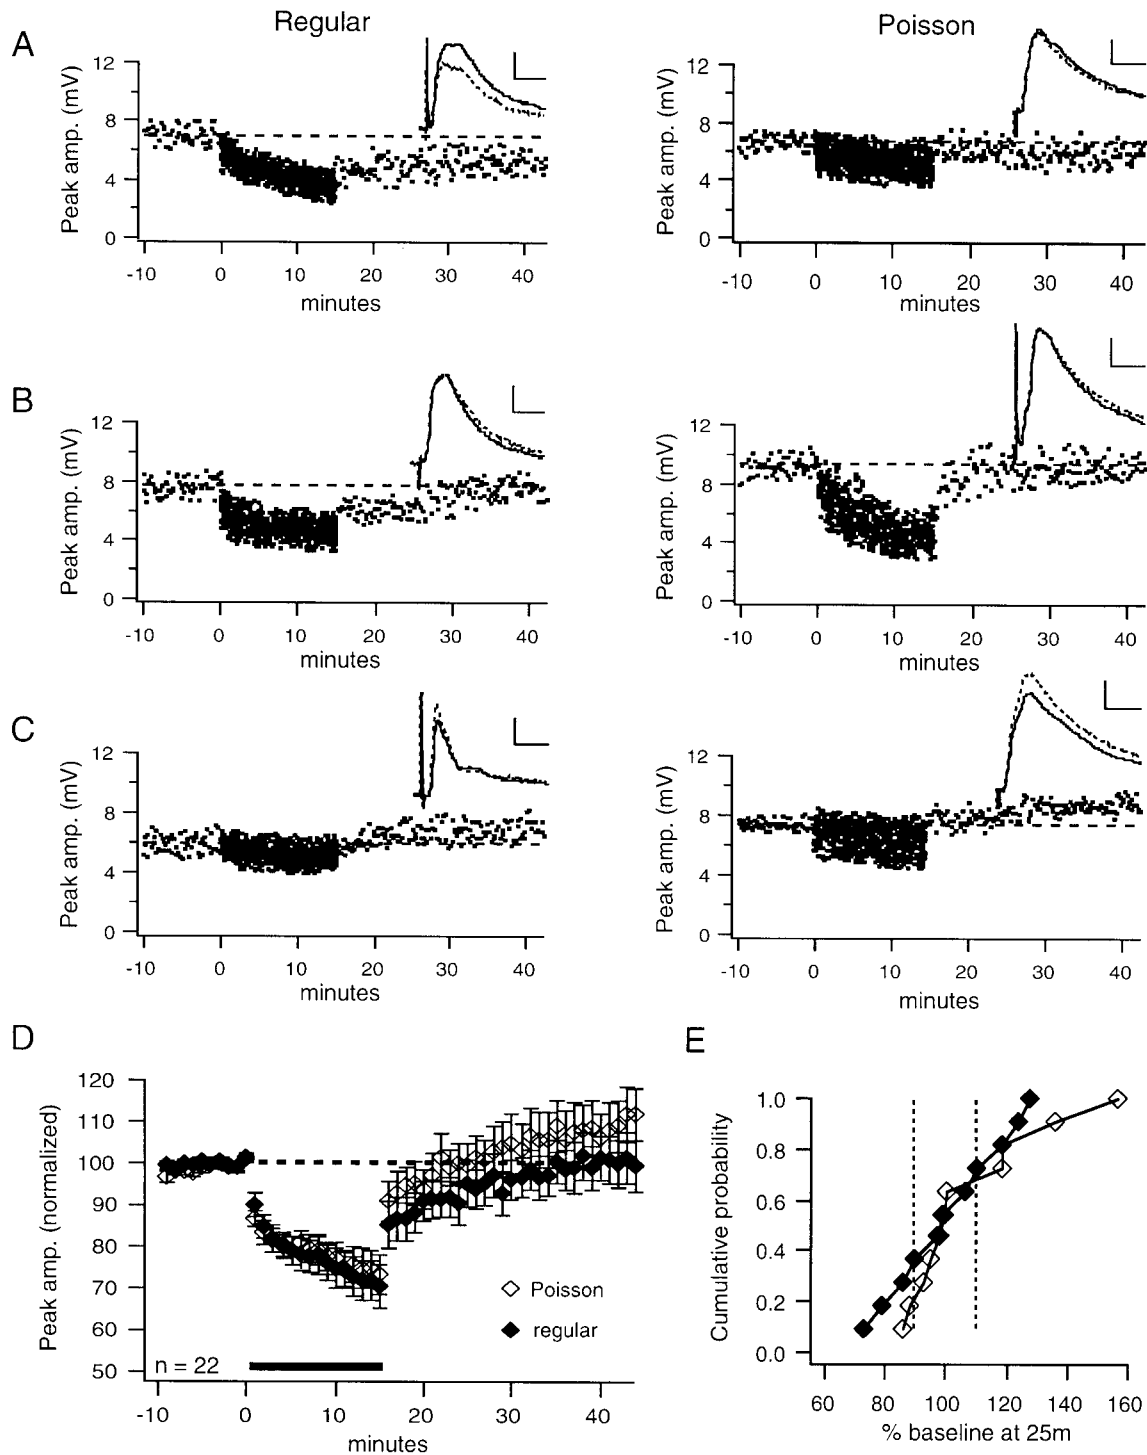 Regular
Poisson
A
Peak amp. (mV)
12
8
4
0
-10 0 10 20 30 40
minutes
Peak amp. (mV)
12
8
4
0
-10 0 10 20 30 40
minutes
B
Peak amp. (mV)
12
8
4
0
-10 0 10 20 30 40
minutes
Peak amp. (mV)
12
8
4
0
-10 0 10 20 30 40
minutes
C
Peak amp. (mV)
12
8
4
0
-10 0 10 20 30 40
minutes
Peak amp. (mV)
12
8
4
0
-10 0 10 20 30 40
minutes
D
Peak amp. (normalized)
120
110
100
90
80
70
60
50
Poisson
regular
n = 22
-10 0 10 20 30 40
minutes
E
Cumulative probability
1.0
0.8
0.6
0.4
0.2
0.0
60 80 100 120 140 160
% baseline at 25m